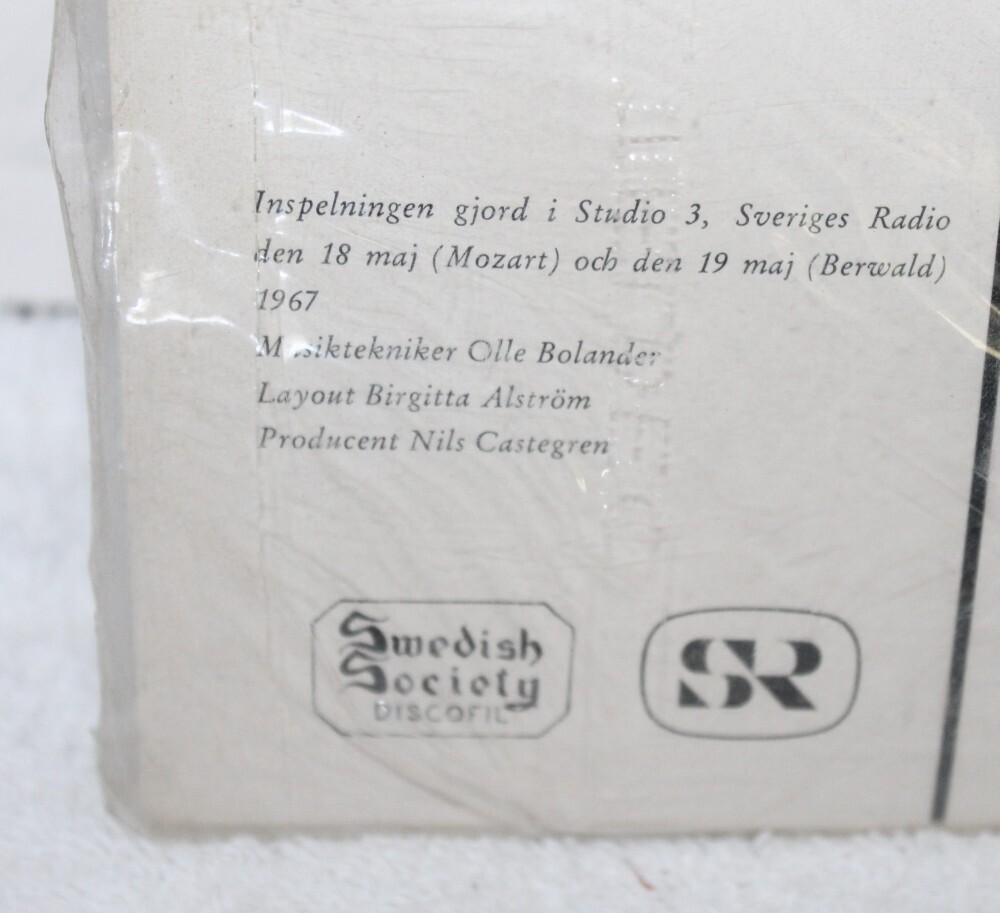 Inspelningen gjord i Studio 3, Sveriges Radio
den 18 maj (Mozart) och den 19 maj (Berwald)
1967
Musiktekniker Olle Bolander
Layout Birgitta Alström
Producent Nils Castegren
Swedish
Society
DISCOFIL
SR